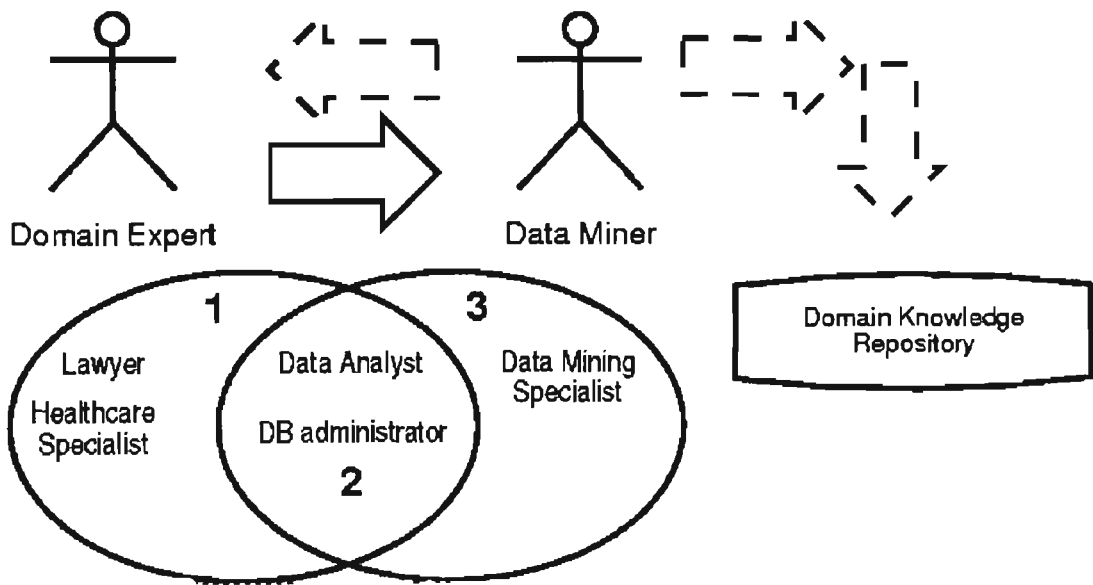 Domain Expert
Data Miner
1
3
Lawyer
Healthcare
Specialist
Data Analyst
DB administrator
2
Data Mining
Specialist
Domain Knowledge
Repository